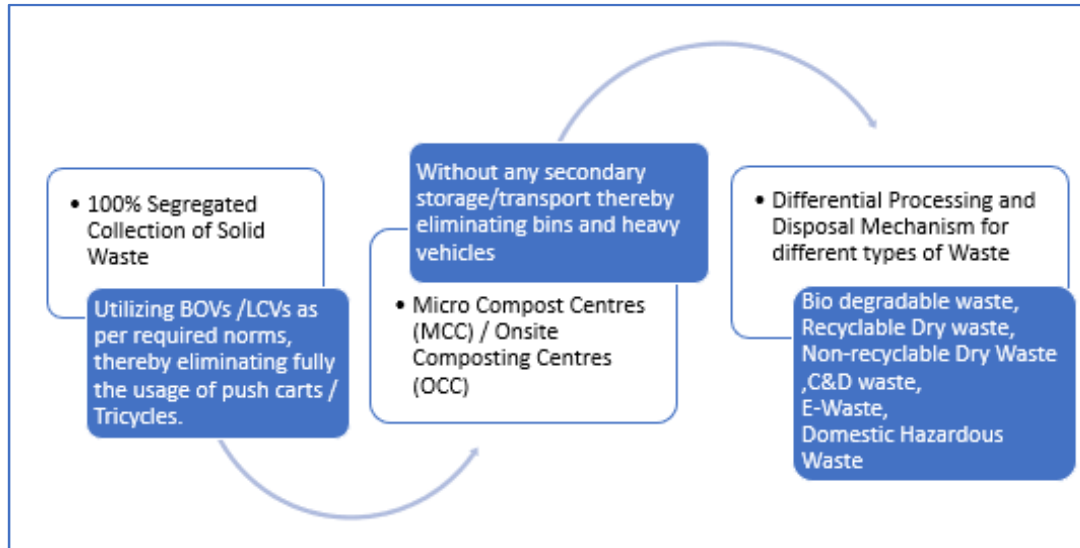 • 100% Segregated
Collection of Solid
Waste
Utilizing BOVs /LCVs as
per required norms,
thereby eliminating fully
the usage of push carts /
Tricycles.
Without any secondary
storage/transport thereby
eliminating bins and heavy
vehicles
• Micro Compost Centres
(MCC) / Onsite
Composting Centres
(OCC)
• Differential Processing and
Disposal Mechanism for
different types of Waste
Bio degradable waste,
Recyclable Dry waste,
Non-recyclable Dry Waste
,C&D waste,
E-Waste,
Domestic Hazardous
Waste